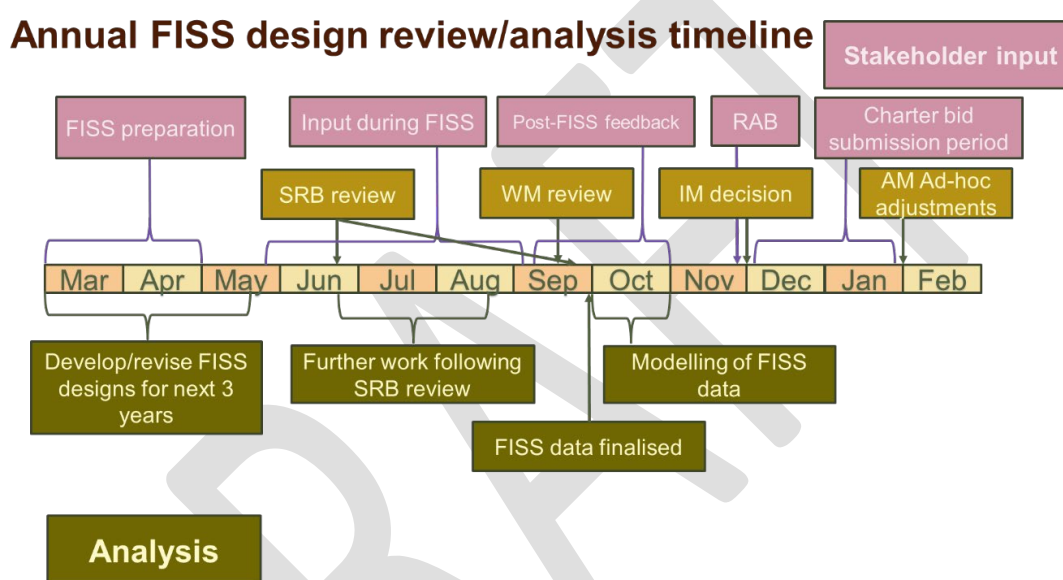 Annual FISS design review/analysis timeline
Stakeholder input
FISS preparation
Input during FISS
Post-FISS feedback
RAB
Charter bid
submission period
SRB review
WM review
IM decision
AM Ad-hoc
adjustments
Mar Apr May Jun Jul Aug Sep Oct Nov Dec Jan Feb
Develop/revise FISS
designs for next 3
years
Further work following
SRB review
Modelling of FISS
data
FISS data finalised
Analysis
DRAFT